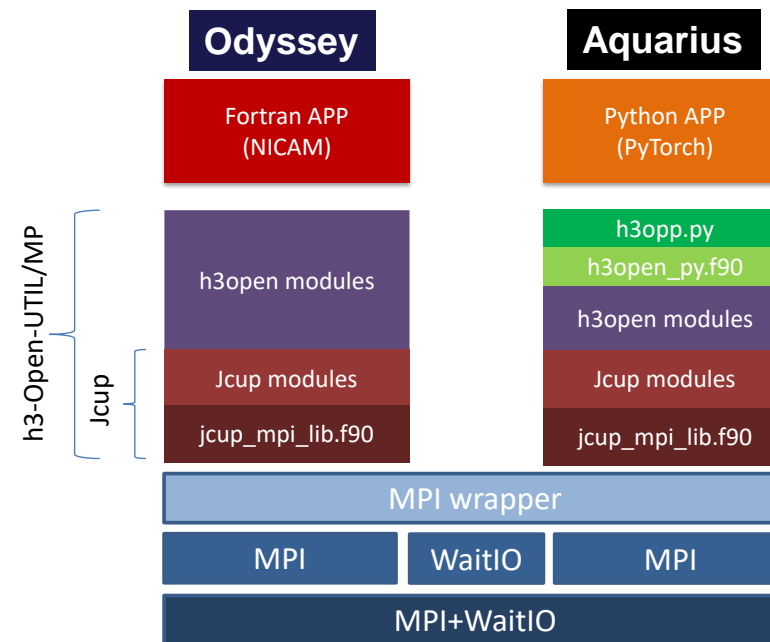 Odyssey
Aquarius
Fortran APP
(NICAM)
Python APP
(PyTorch)
h3-Open-UTIL/MP
Jcup
h3open modules
Jcup modules
jcup_mpi_lib.f90
h3opp.py
h3open_py.f90
h3open modules
Jcup modules
jcup_mpi_lib.f90
MPI wrapper
MPI
WaitIO
MPI
MPI+WaitIO